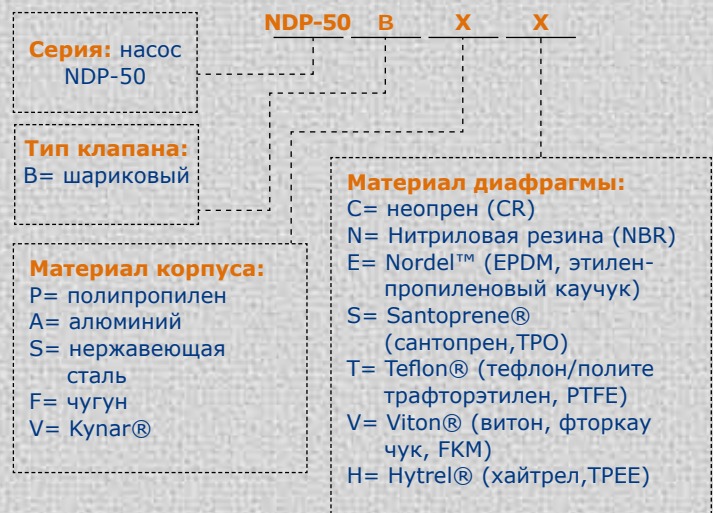 NDP-50 B X X
Серия: насос
NDP-50
Тип клапана:
B= шариковый
Материал корпуса:
P= полипропилен
A= алюминий
S= нержавеющая
сталь
F= чугун
V= Kynar®
Материал диафрагмы:
C= неопрен (CR)
N= Нитриловая резина (NBR)
E= Nordel™ (EPDM, этилен-
пропиленовый каучук)
S= Santoprene®
(сантопрен,TPO)
T= Teflon® (тефлон/полите
трафторэтилен, PTFE)
V= Viton® (витон, фторкау
чук, FKM)
H= Hytrel® (хайтрел,TPEE)